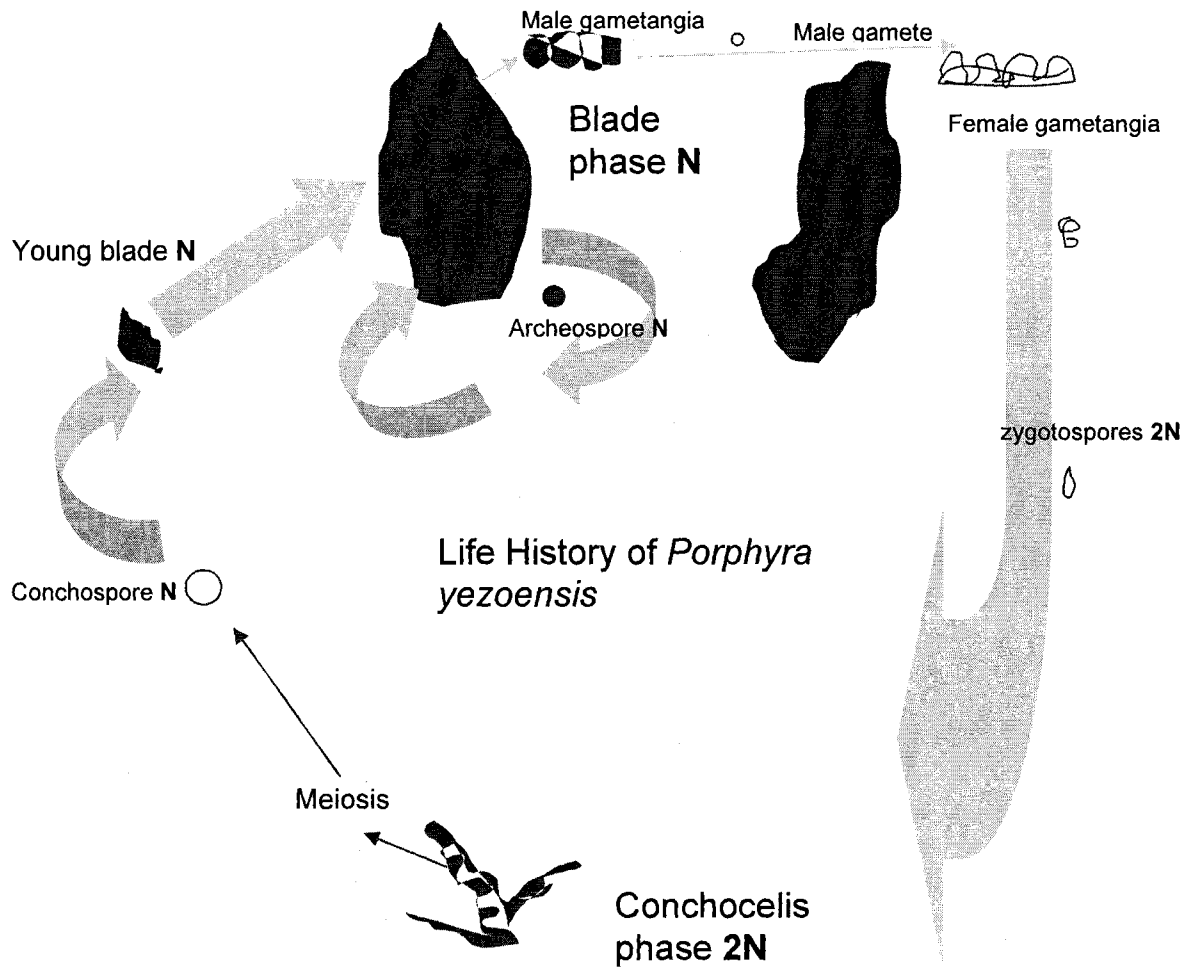 Male gametangia
Male gamete
Female gametangia
Blade
phase N
Young blade N
Archeospore N
zygotospores 2N
Life History of Porphyra
yezoensis
Conchospore N
Meiosis
Conchocelis
phase 2N